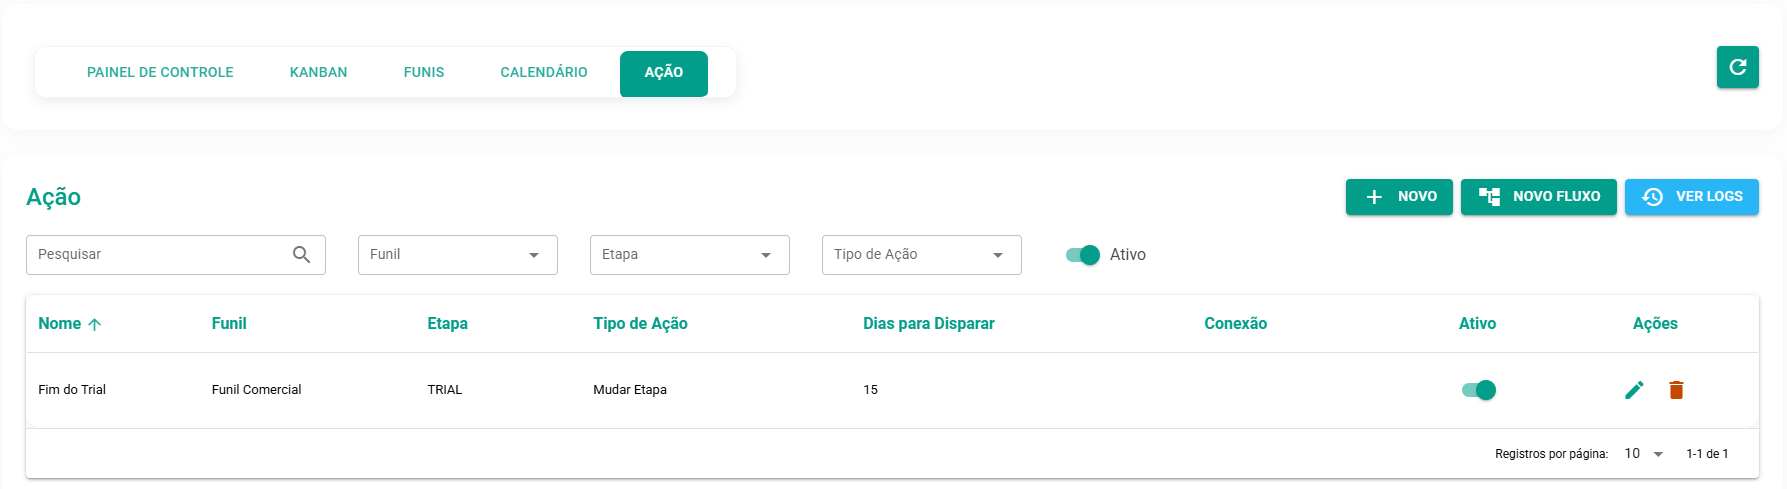 PAINEL DE CONTROLE KANBAN FUNIS CALENDÁRIO AÇÃO
Ação
NOVO NOVO FLUXO VER LOGS
Pesquisar Funil Etapa Tipo de Ação Ativo
Nome Funil Etapa Tipo de Ação Dias para Disparar Conexão Ativo Ações
Fim do Trial Funil Comercial TRIAL Mudar Etapa 15
Registros por página: 10 1-1 de 1